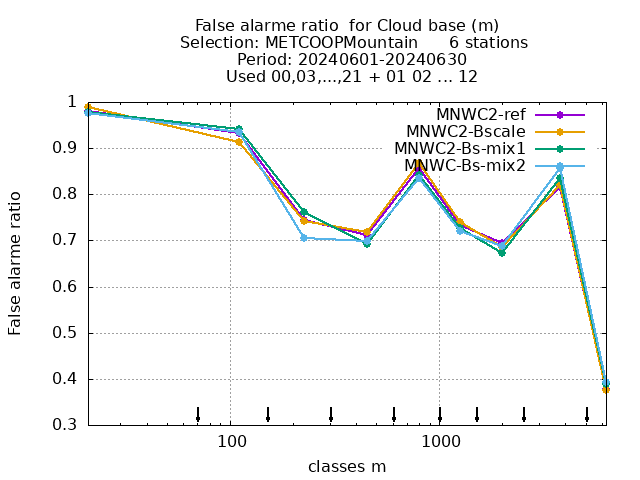 False alarme ratio  for Cloud base (m)
Selection: METCOOPMountain      6 stations
Period: 20240601-20240630
Used 00,03,...,21 + 01 02 ... 12
MNWC2-ref
MNWC2-Bscale
MNWC2-Bs-mix1
MNWC-Bs-mix2
False alarme ratio
1
0.9
0.8
0.7
0.6
0.5
0.4
0.3
100
1000
classes m